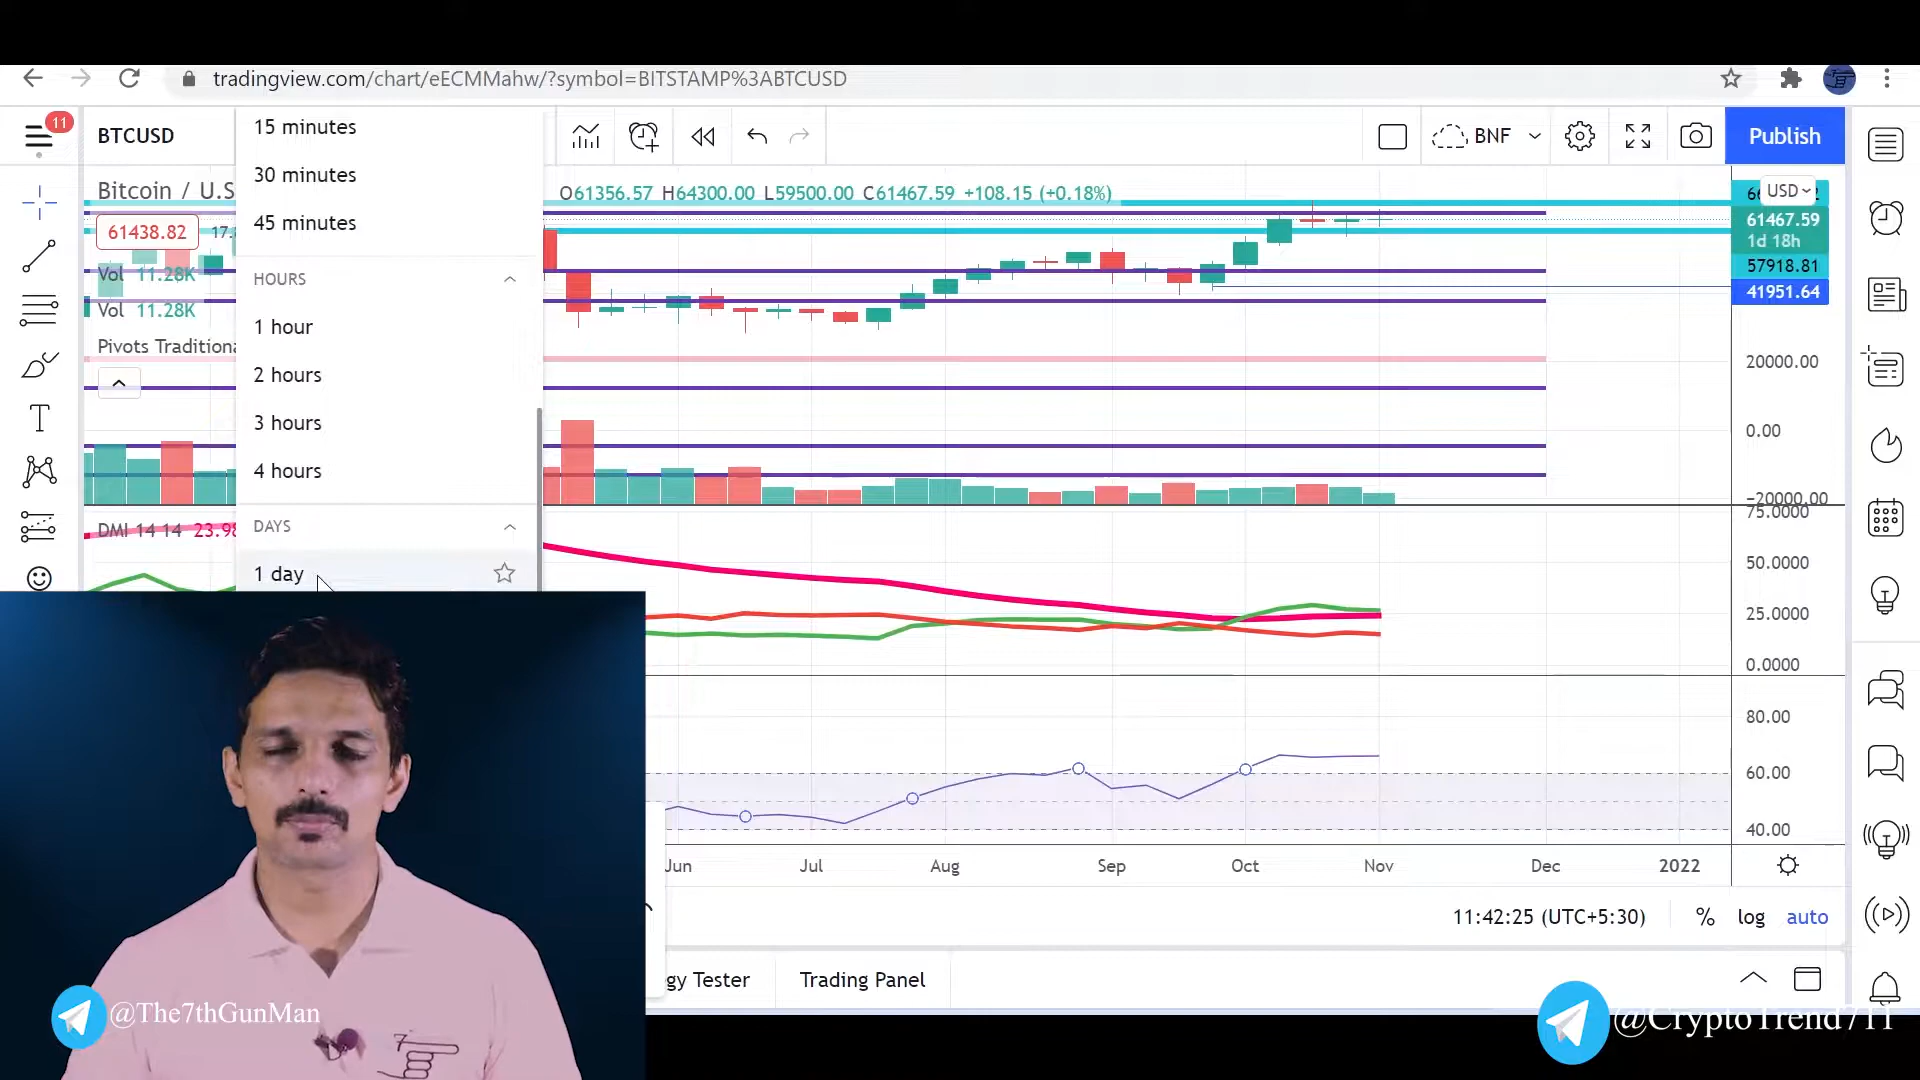 tradingview.com/chart/eECMMahw/?symbol=BITSTAMP%3ABTCUSD
11
BTCUSD
15 minutes
BNF
Publish
30 minutes
Bitcoin / U.S
O61356.57 H64300.00 L59500.00 C61467.59 +108.15 (+0.18%)
USD
61438.82
45 minutes
61467.59
1d 18h
Vol 11.28K
HOURS
57918.81
41951.64
Vol 11.28K
1 hour
Pivots Traditiona
20000.00
2 hours
3 hours
0.00
4 hours
−20000.00
75.0000
DMI 14 14 23.98
DAYS
50.0000
1 day
25.0000
0.0000
80.00
60.00
40.00
Jun Jul Aug Sep Oct Nov Dec 2022
11:42:25 (UTC+5:30) % log auto
gy Tester Trading Panel
@The7thGunMan
7
@CryptoTrend711